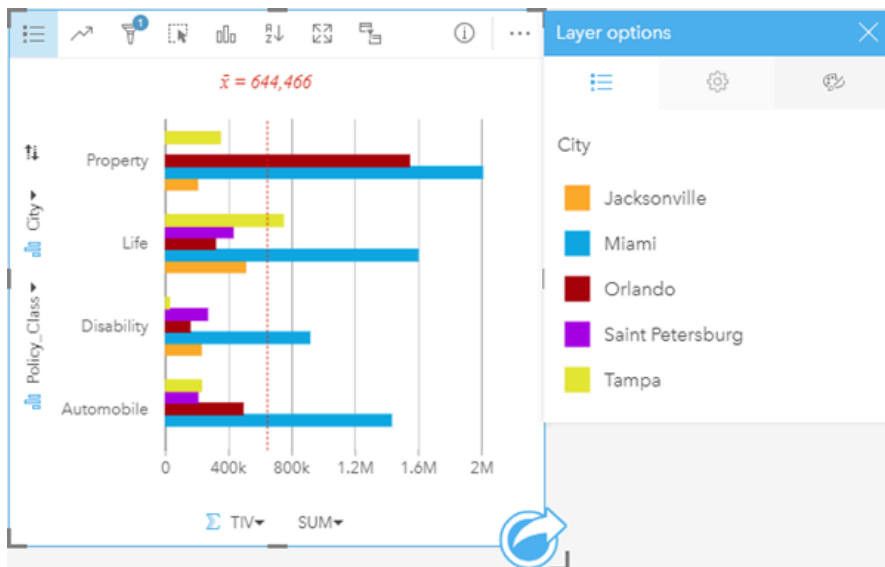 1
A
Z
x̄ = 644,466
Property
Life
Disability
Automobile
City
Policy_Class
0 400k 800k 1.2M 1.6M 2M
Σ TIV SUM
Layer options
City
Jacksonville
Miami
Orlando
Saint Petersburg
Tampa